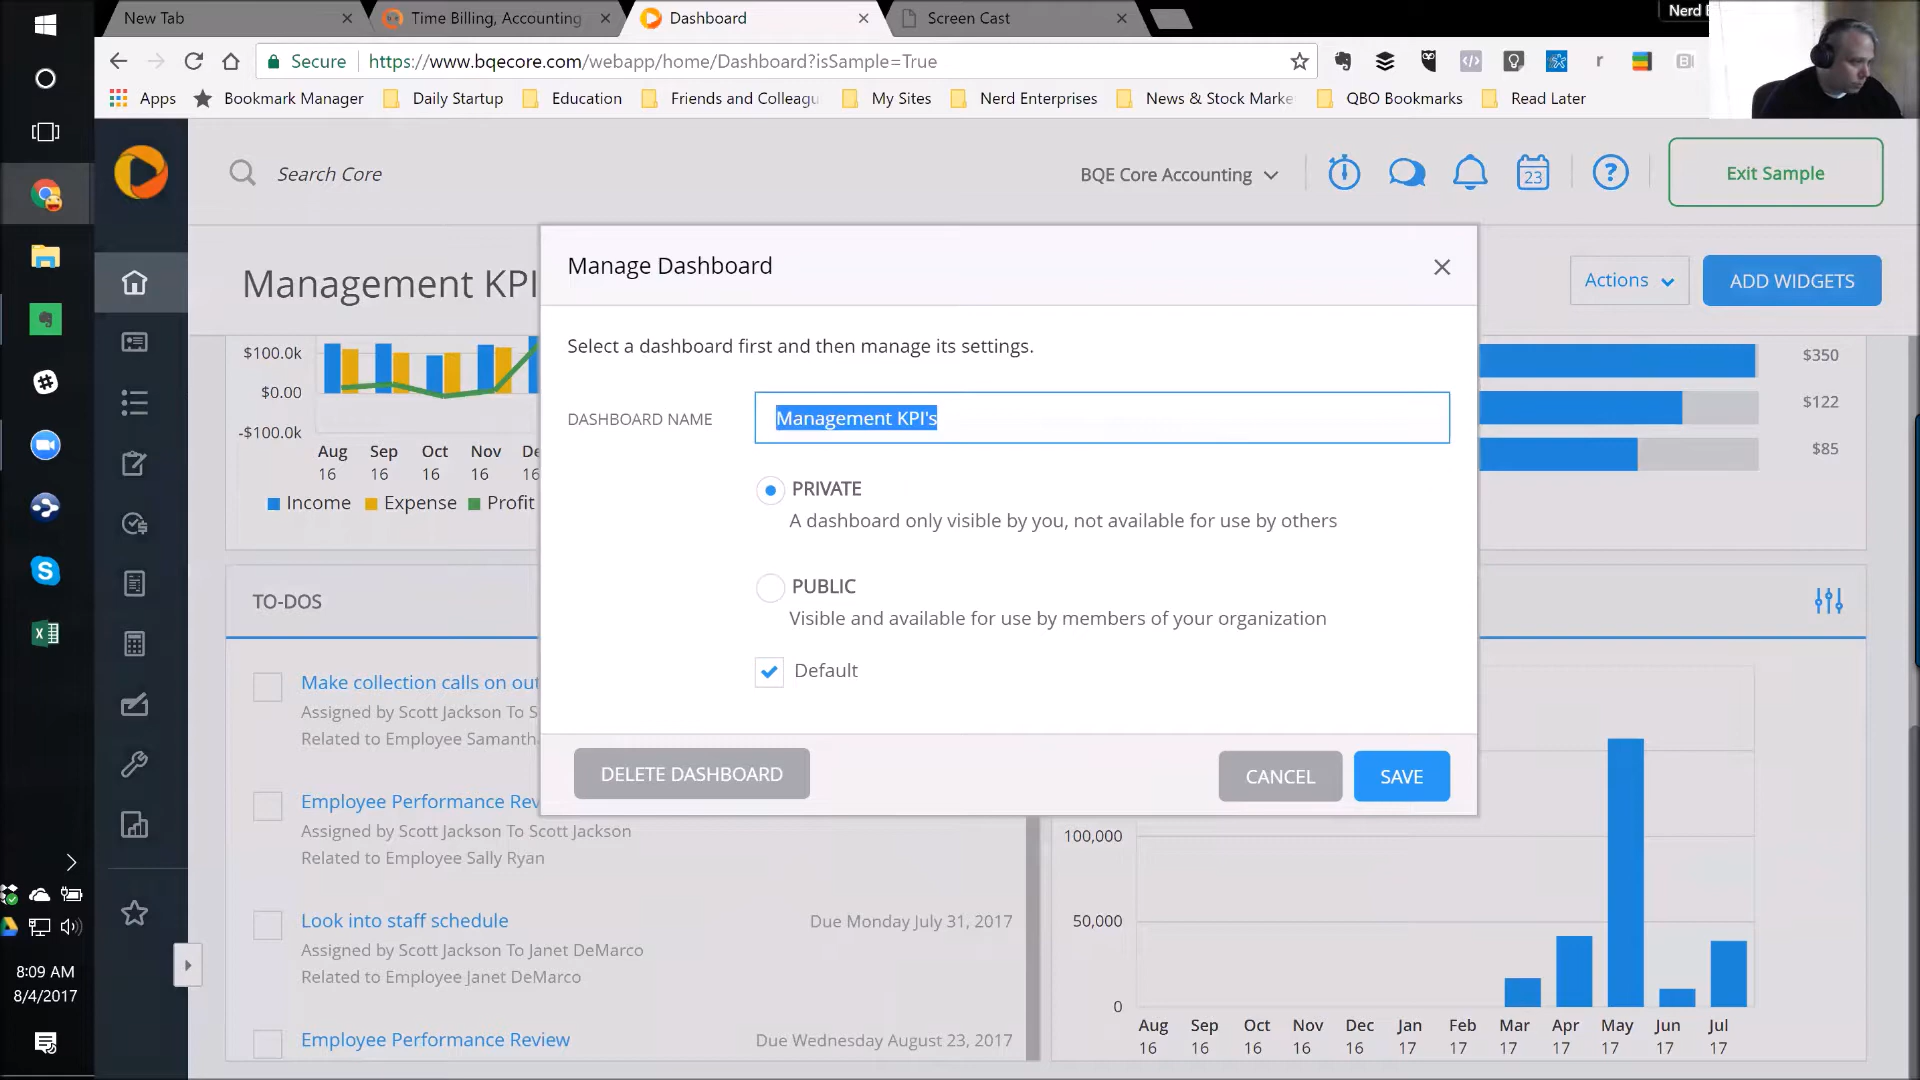 New Tab
Time Billing, Accounting
Dashboard
Screen Cast
Nerd
Secure
https://www.bqecore.com/webapp/home/Dashboard?isSample=True
Apps
Bookmark Manager
Daily Startup
Education
Friends and Colleagu
My Sites
Nerd Enterprises
News & Stock Marke
QBO Bookmarks
Read Later
Search Core
BQE Core Accounting
23
Exit Sample
Management KPI
Actions
ADD WIDGETS
Manage Dashboard
Select a dashboard first and then manage its settings.
DASHBOARD NAME
Management KPI's
PRIVATE
A dashboard only visible by you, not available for use by others
PUBLIC
Visible and available for use by members of your organization
Default
DELETE DASHBOARD
CANCEL
SAVE
$100.0k
$0.00
-$100.0k
Aug Sep Oct Nov De
16 16 16 16 16
Income Expense Profit
$350
$122
$85
TO-DOS
Make collection calls on out
Assigned by Scott Jackson To S
Related to Employee Samantha
Employee Performance Rev
Assigned by Scott Jackson To Scott Jackson
Related to Employee Sally Ryan
Look into staff schedule
Due Monday July 31, 2017
Assigned by Scott Jackson To Janet DeMarco
Related to Employee Janet DeMarco
Employee Performance Review
Due Wednesday August 23, 2017
100,000
50,000
0
Aug Sep Oct Nov Dec Jan Feb Mar Apr May Jun Jul
16 16 16 16 16 17 17 17 17 17 17 17
8:09 AM
8/4/2017